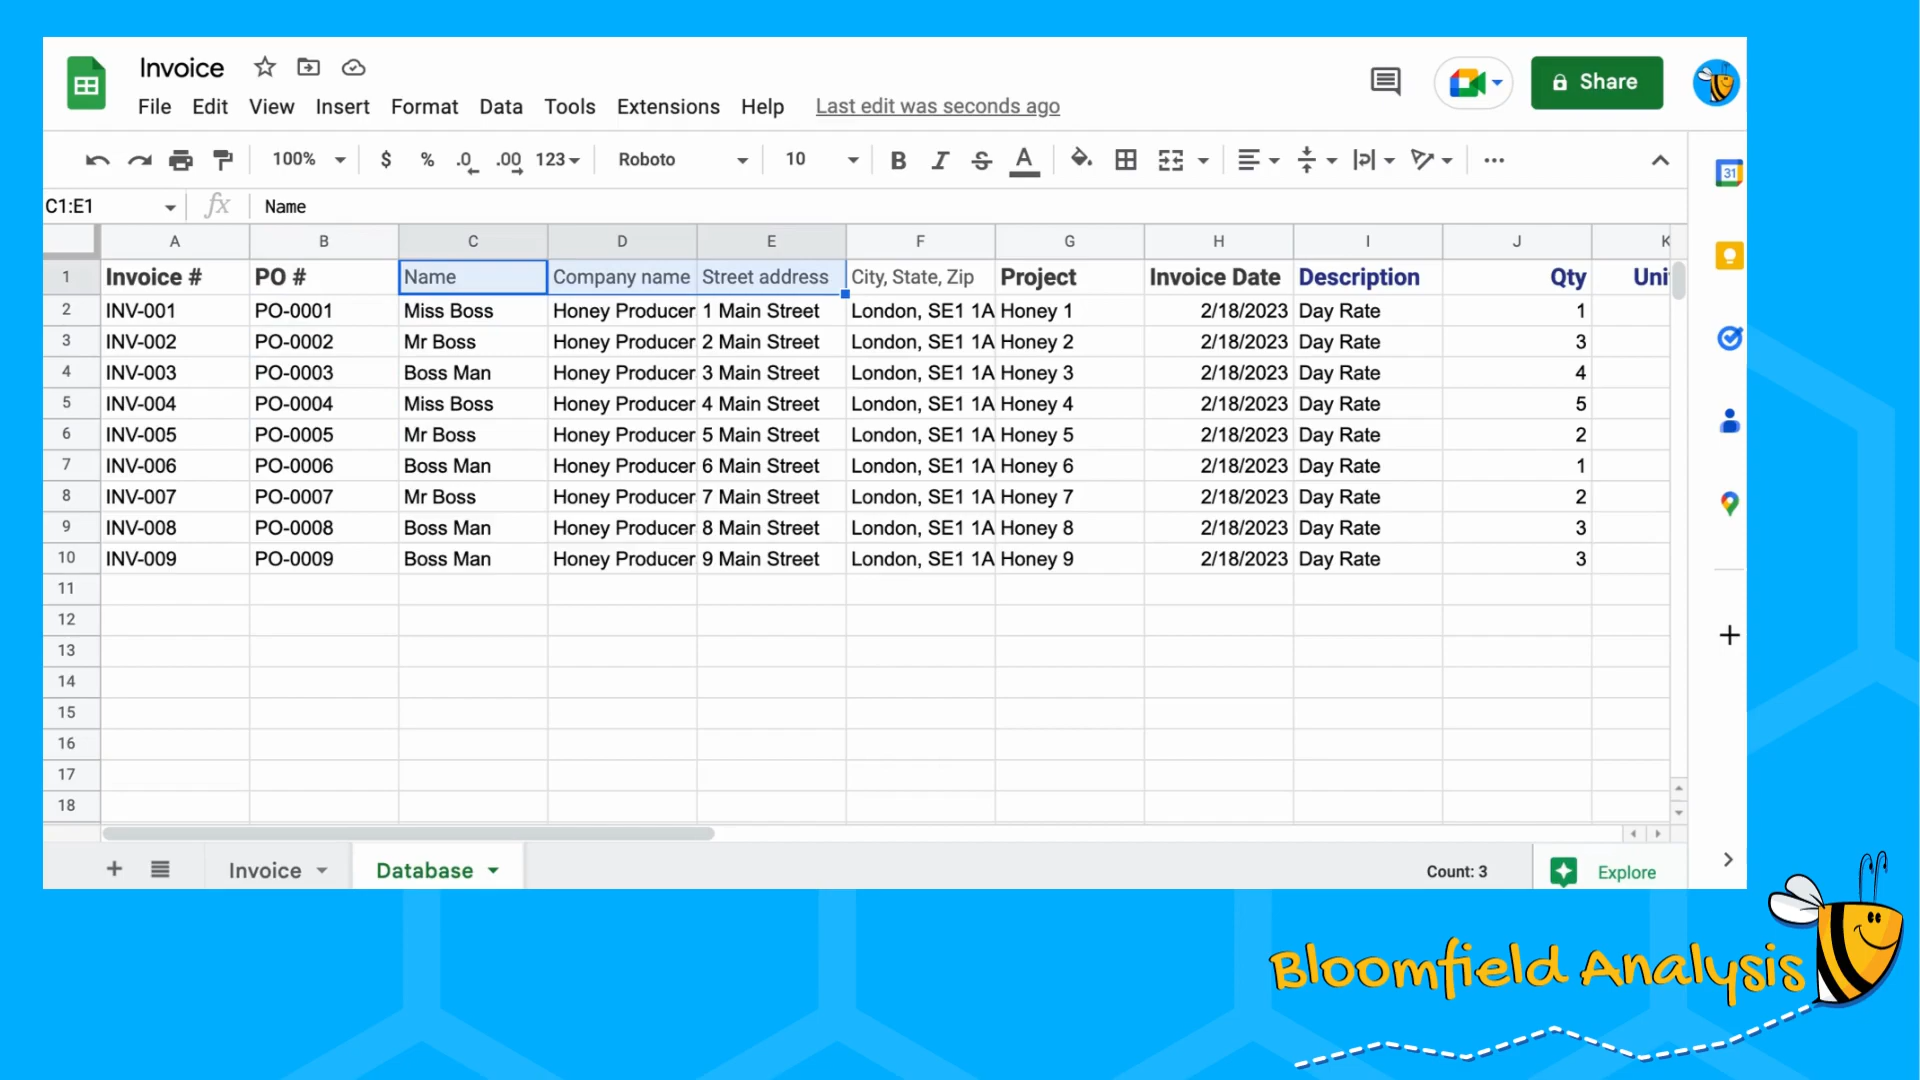 Invoice
File Edit View Insert Format Data Tools Extensions Help Last edit was seconds ago
Share
100% $ % .0 .00 123 Roboto 10 B I S A
31
C1:E1 fx Name
A B C D E F G H I J K
1 Invoice # PO # Name Company name Street address City, State, Zip Project Invoice Date Description Qty Uni
2 INV-001 PO-0001 Miss Boss Honey Producer 1 Main Street London, SE1 1A Honey 1 2/18/2023 Day Rate 1
3 INV-002 PO-0002 Mr Boss Honey Producer 2 Main Street London, SE1 1A Honey 2 2/18/2023 Day Rate 3
4 INV-003 PO-0003 Boss Man Honey Producer 3 Main Street London, SE1 1A Honey 3 2/18/2023 Day Rate 4
5 INV-004 PO-0004 Miss Boss Honey Producer 4 Main Street London, SE1 1A Honey 4 2/18/2023 Day Rate 5
6 INV-005 PO-0005 Mr Boss Honey Producer 5 Main Street London, SE1 1A Honey 5 2/18/2023 Day Rate 2
7 INV-006 PO-0006 Boss Man Honey Producer 6 Main Street London, SE1 1A Honey 6 2/18/2023 Day Rate 1
8 INV-007 PO-0007 Mr Boss Honey Producer 7 Main Street London, SE1 1A Honey 7 2/18/2023 Day Rate 2
9 INV-008 PO-0008 Boss Man Honey Producer 8 Main Street London, SE1 1A Honey 8 2/18/2023 Day Rate 3
10 INV-009 PO-0009 Boss Man Honey Producer 9 Main Street London, SE1 1A Honey 9 2/18/2023 Day Rate 3
11
12
13
14
15
16
17
18
Invoice Database Count: 3 Explore
Bloomfield Analysis